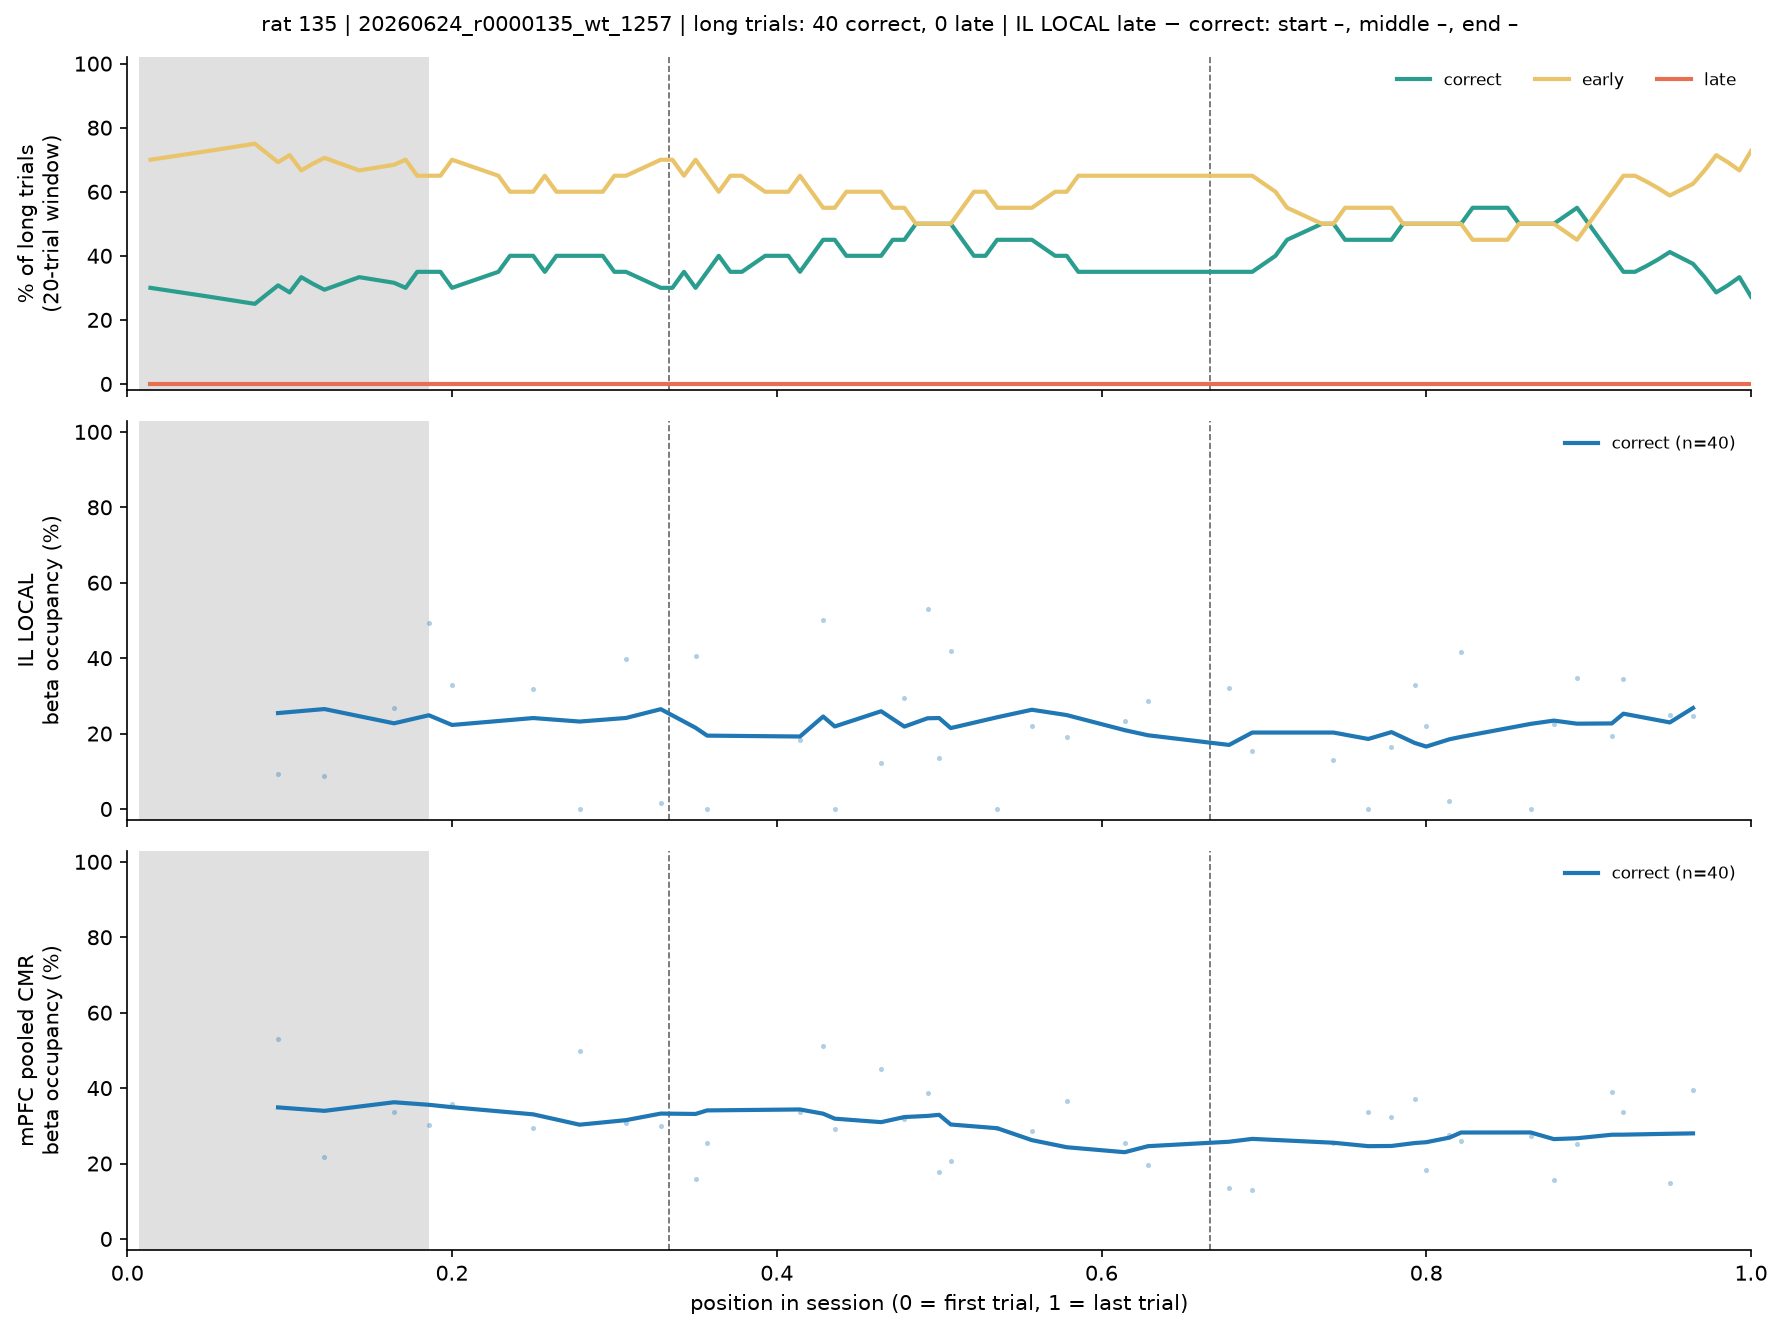 rat 135 | 20260624_r0000135_wt_1257 | long trials: 40 correct, 0 late | IL LOCAL late − correct: start –, middle –, end –
% of long trials
(20-trial window)
100
80
60
40
20
0
correct
early
late
IL LOCAL
beta occupancy (%)
100
80
60
40
20
0
correct (n=40)
mPFC pooled CMR
beta occupancy (%)
100
80
60
40
20
0
correct (n=40)
0.0
0.2
0.4
0.6
0.8
1.0
position in session (0 = first trial, 1 = last trial)